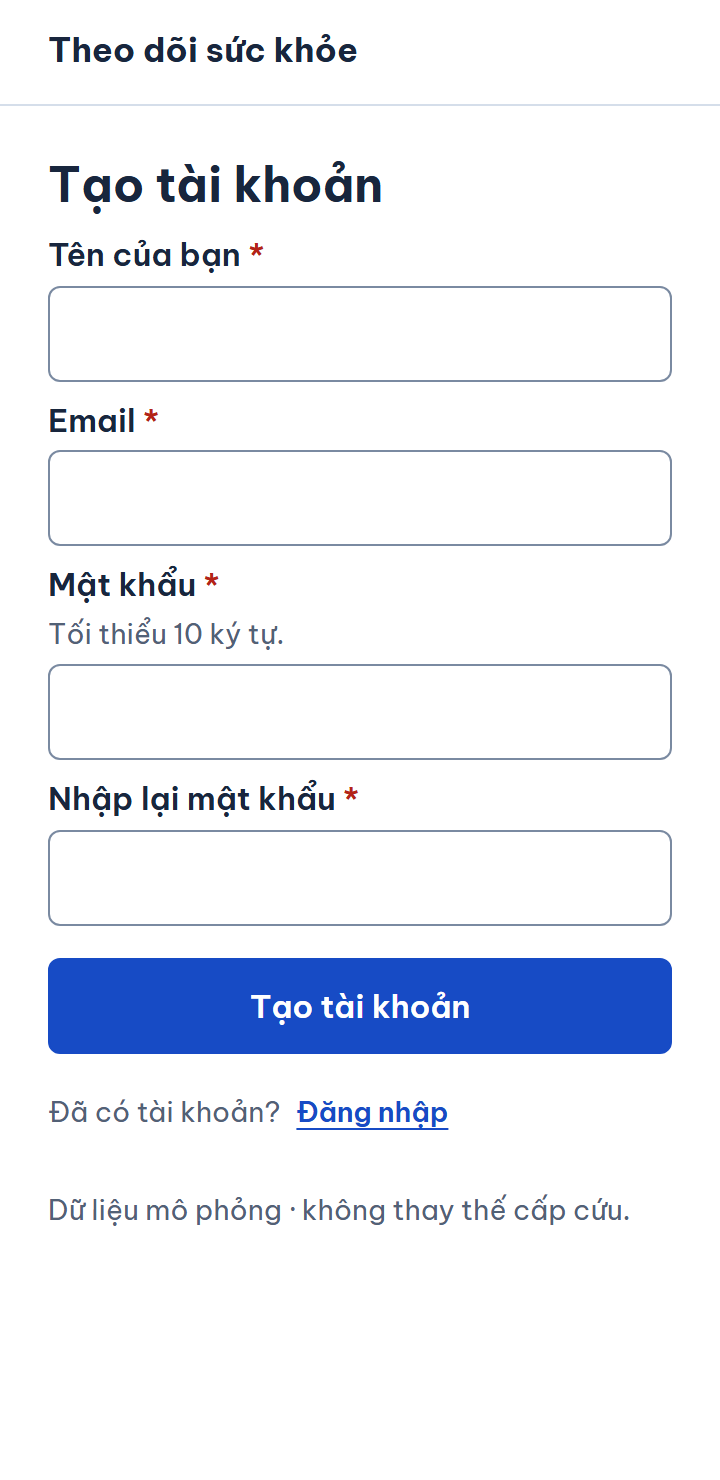 Theo dõi sức khỏe
Tạo tài khoản
Tên của bạn *
Email *
Mật khẩu *
Tối thiểu 10 ký tự.
Nhập lại mật khẩu *
Tạo tài khoản
Đã có tài khoản? Đăng nhập
Dữ liệu mô phỏng · không thay thế cấp cứu.